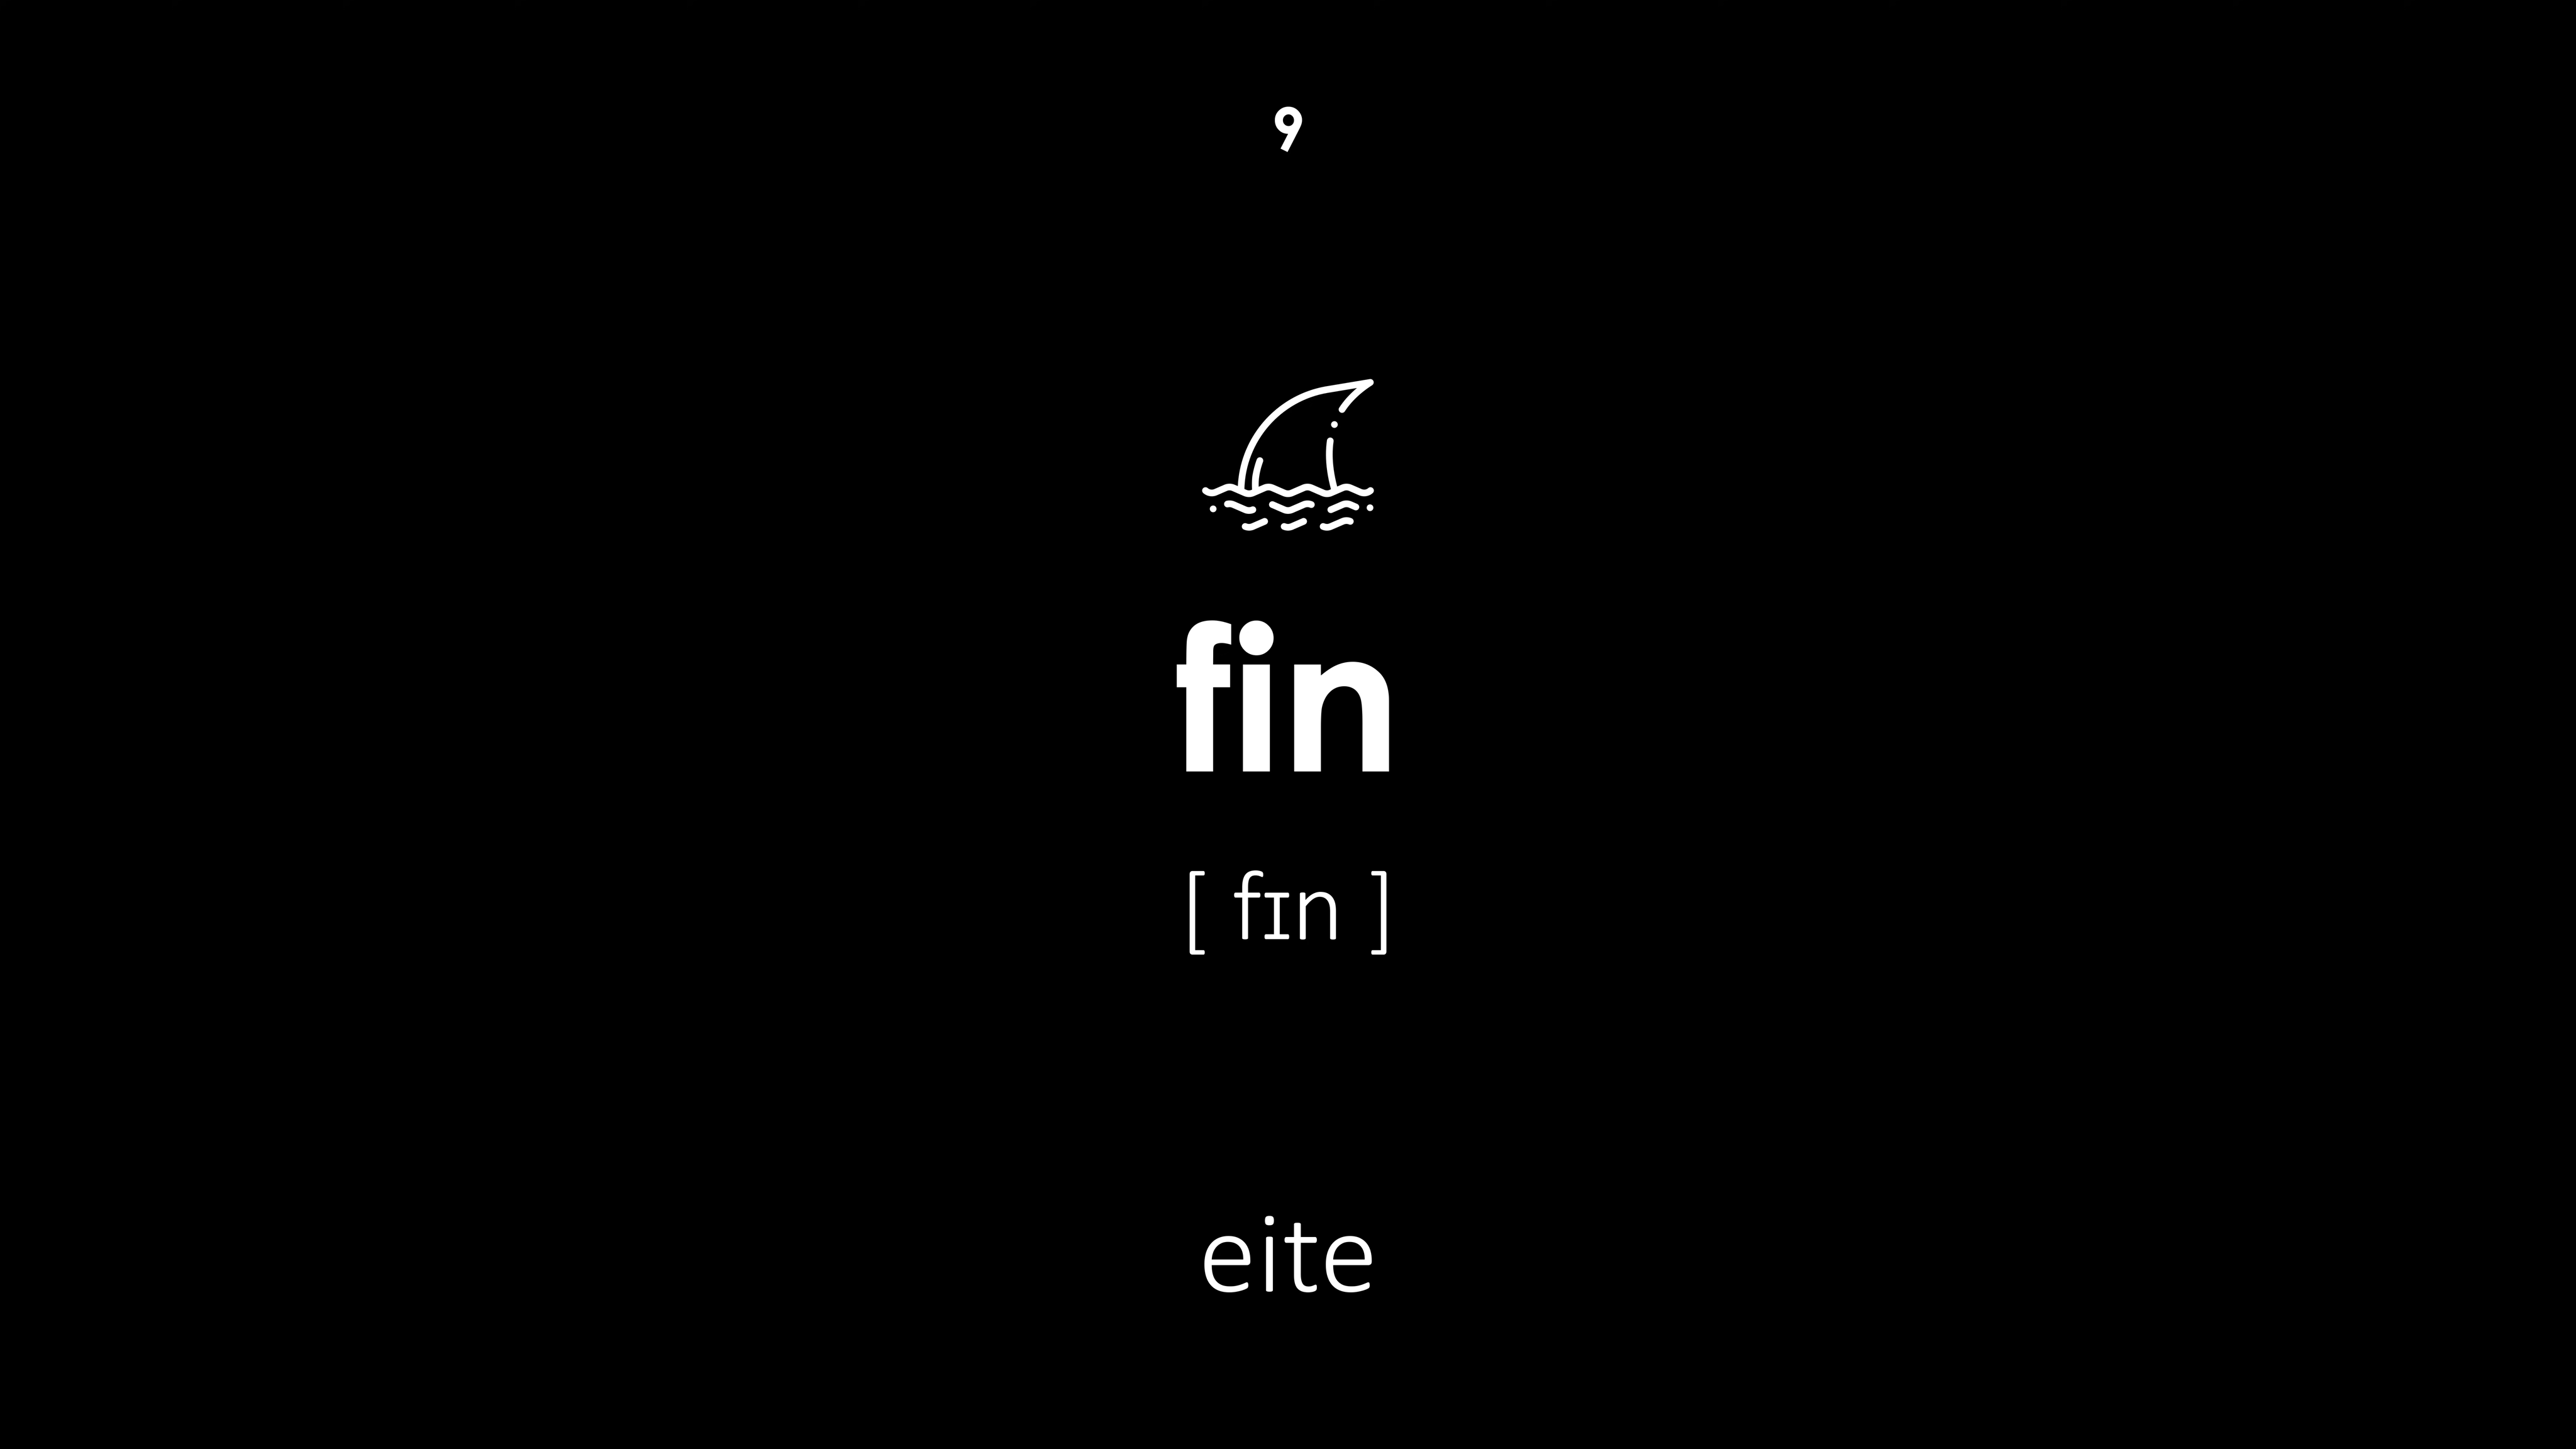 9
fin
[ fɪn ]
eite